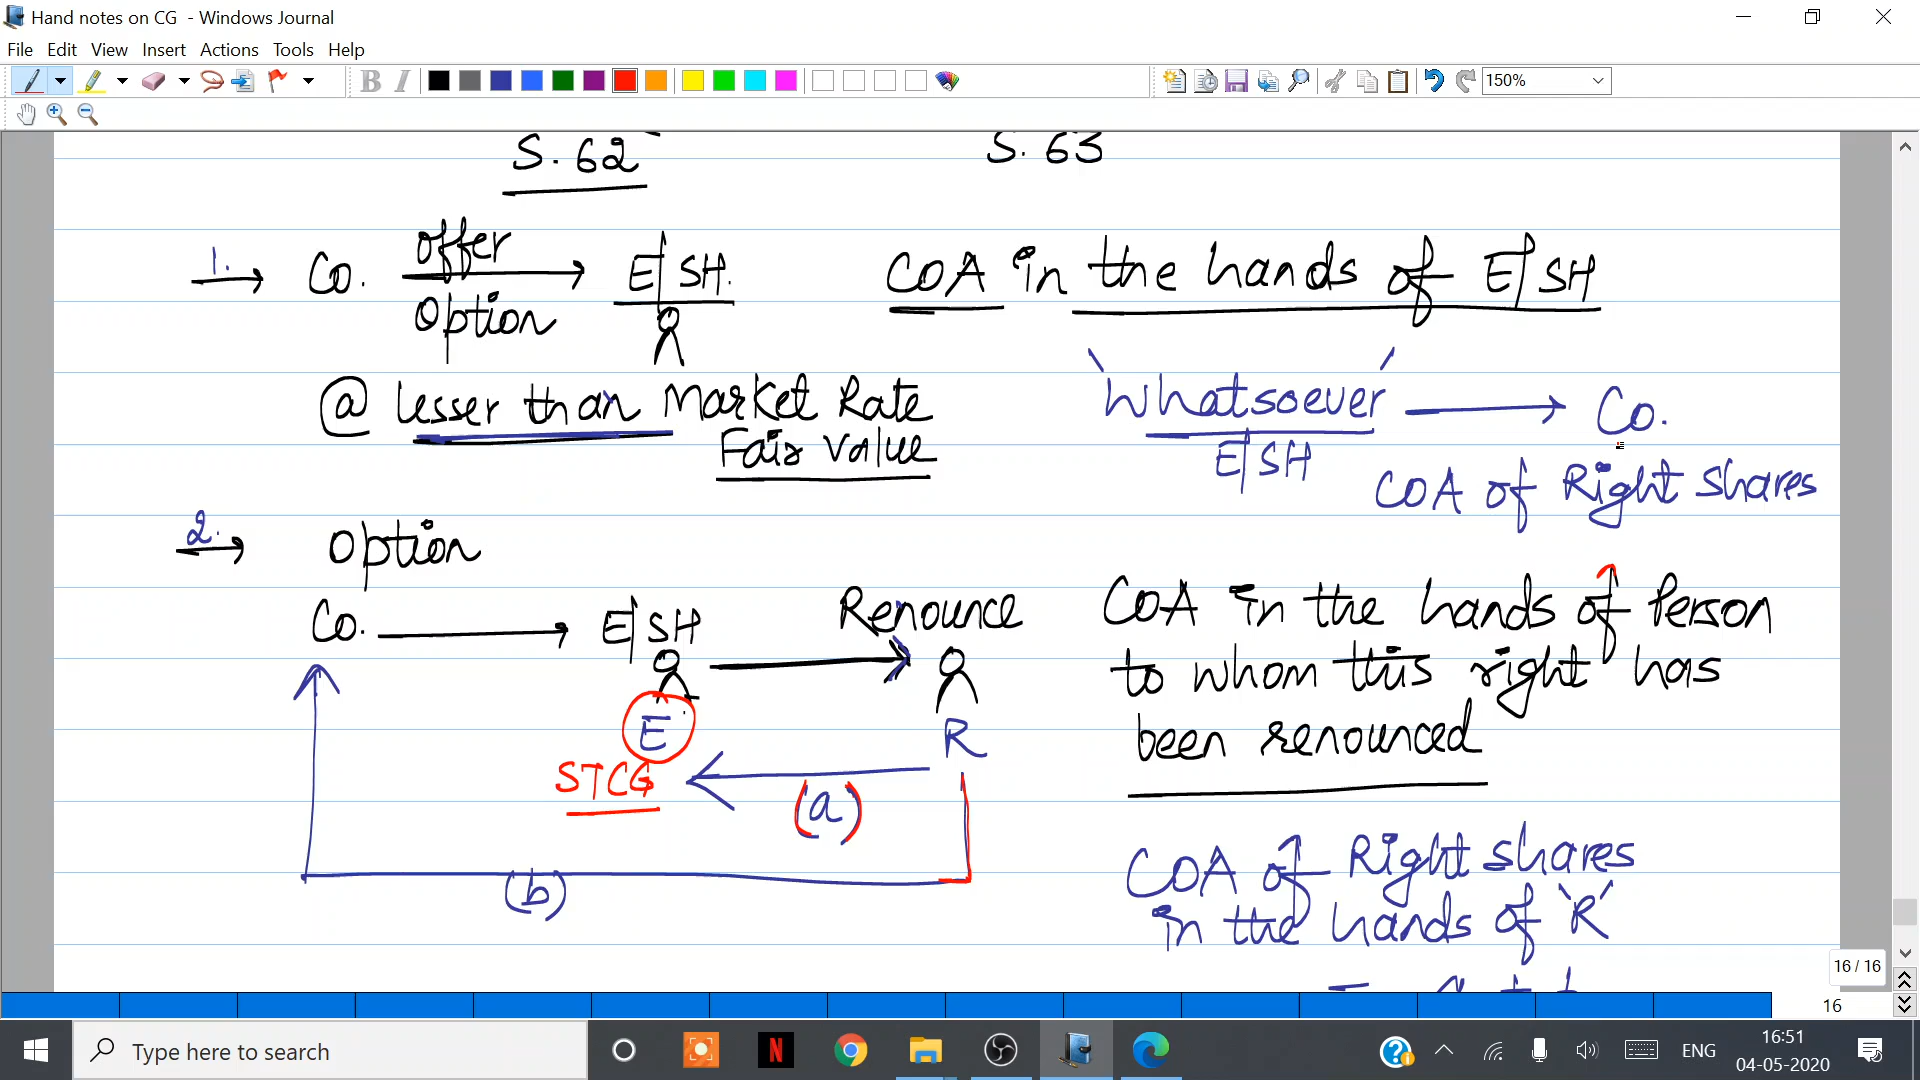 Hand notes on CG - Windows Journal
File Edit View Insert Actions Tools Help
B I 150%
S. 62 S. 63
1. Co. offer E/SH. COA in the hands of E/SH
Option
@ lesser than Market Rate 'Whatsoever' Co.
Fair Value E/SH COA of Right shares
2. Option
Co. E/SH Renounce COA in the hands of Person
to whom this right has
E R been renounced
STCG
(a)
COA of Right shares
(b) in the hands of 'R'
16 / 16
16
Type here to search
N
ENG
16:51
04-05-2020